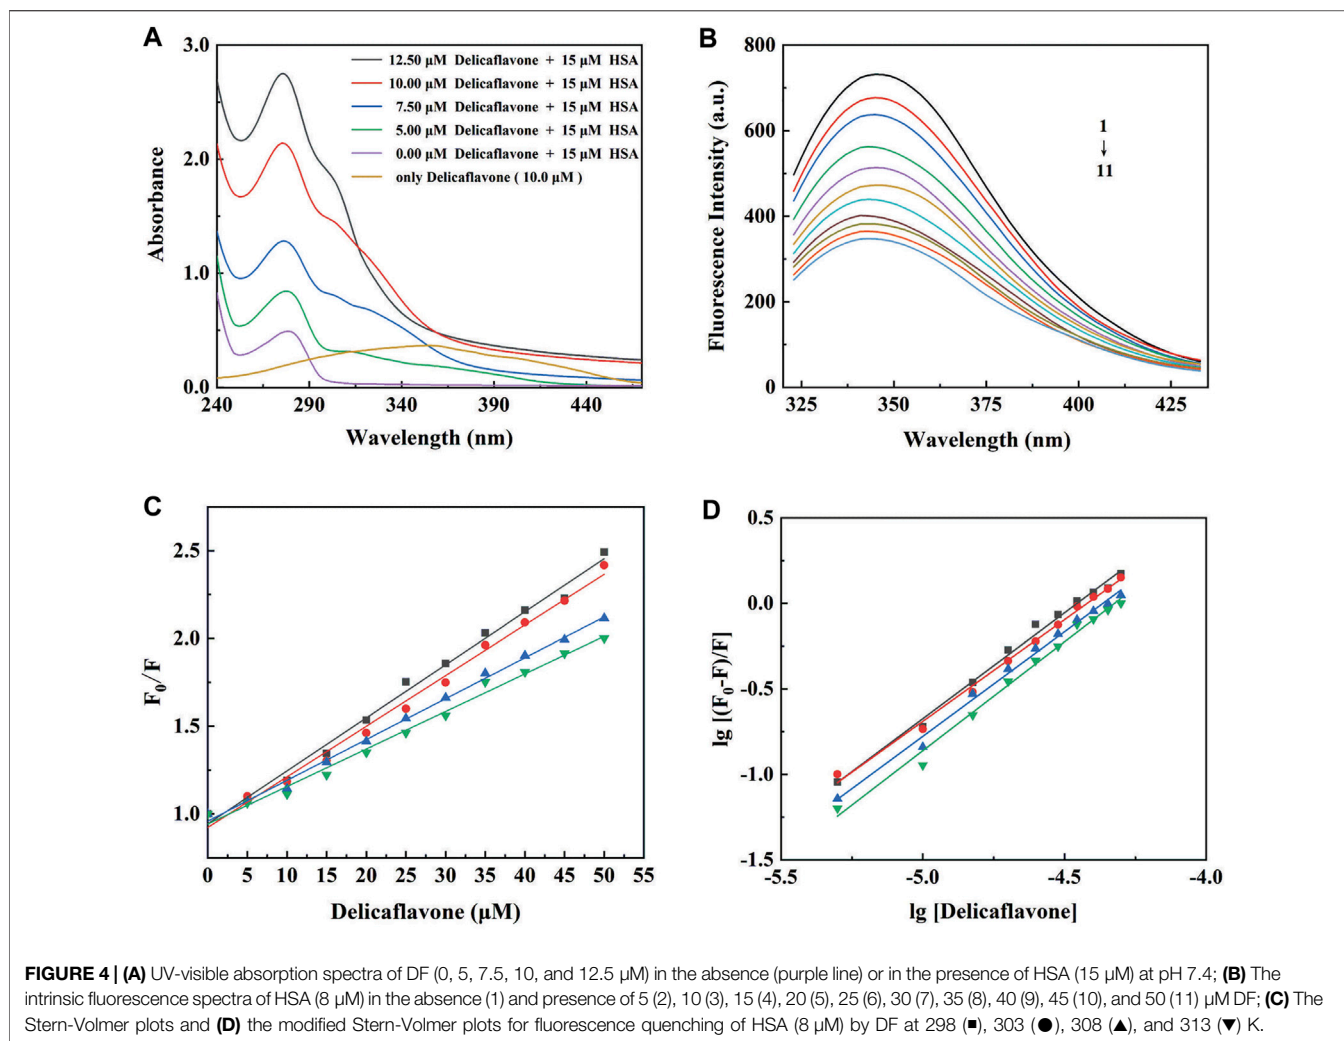 A
3.0
2.0
1.0
0.0
Absorbance
240 290 340 390 440
Wavelength (nm)
12.50 μM Delicaflavone + 15 μM HSA
10.00 μM Delicaflavone + 15 μM HSA
7.50 μM Delicaflavone + 15 μM HSA
5.00 μM Delicaflavone + 15 μM HSA
0.00 μM Delicaflavone + 15 μM HSA
only Delicaflavone ( 10.0 μM )
B
800
600
400
200
0
Fluorescence Intensity (a.u.)
325 350 375 400 425
Wavelength (nm)
1
↓
11
C
2.5
2.0
1.5
1.0
F₀/F
0 5 10 15 20 25 30 35 40 45 50 55
Delicaflavone (μM)
D
0.5
0.0
-0.5
-1.0
-1.5
lg [(F₀-F)/F]
-5.5 -5.0 -4.5 -4.0
lg [Delicaflavone]
FIGURE 4 | (A) UV-visible absorption spectra of DF (0, 5, 7.5, 10, and 12.5 μM) in the absence (purple line) or in the presence of HSA (15 μM) at pH 7.4; (B) The
intrinsic fluorescence spectra of HSA (8 μM) in the absence (1) and presence of 5 (2), 10 (3), 15 (4), 20 (5), 25 (6), 30 (7), 35 (8), 40 (9), 45 (10), and 50 (11) μM DF; (C) The
Stern-Volmer plots and (D) the modified Stern-Volmer plots for fluorescence quenching of HSA (8 μM) by DF at 298 (■), 303 (●), 308 (▲), and 313 (▼) K.